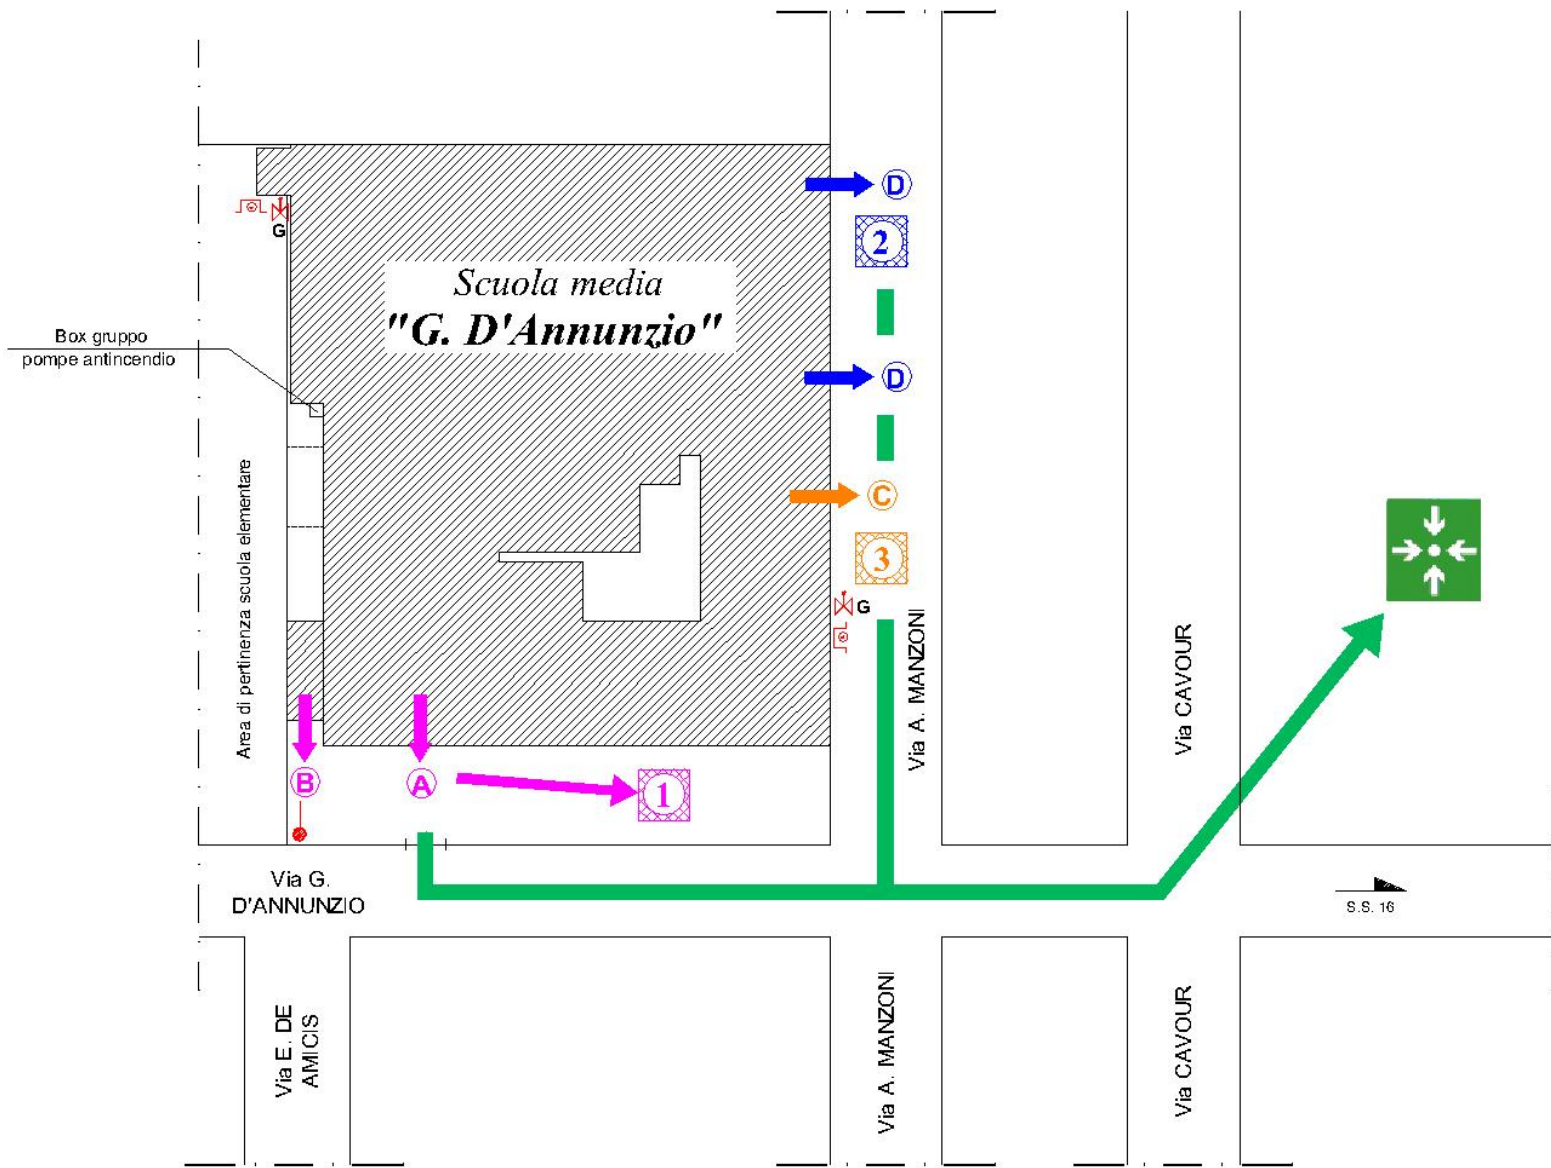 D
G
2
Scuola media
"G. D'Annunzio"
Box gruppo
pompe antincendio
D
C
3
G
Area di pertinenza scuola elementare
Via A. MANZONI
Via CAVOUR
B
A
1
Via G.
D'ANNUNZIO
S.S. 16
Via E. DE
AMICIS
Via A. MANZONI
Via CAVOUR